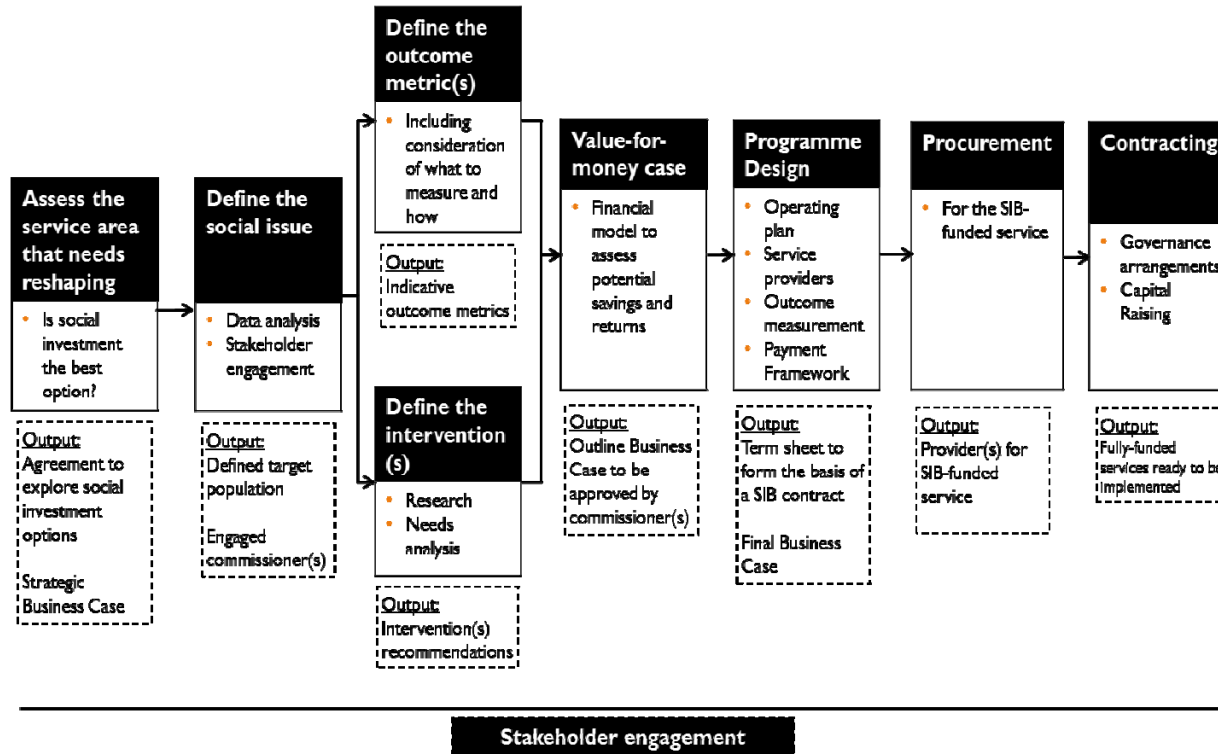 Assess the
service area
that needs
reshaping
• Is social
investment
the best
option?
Output:
Agreement to
explore social
investment
options
Strategic
Business Case
Define the
social issue
• Data analysis
• Stakeholder
engagement
Output:
Defined target
population
Engaged
commissioner(s)
Define the
outcome
metric(s)
• Including
consideration
of what to
measure and
how
Output:
Indicative
outcome metrics
Define the
intervention
(s)
• Research
• Needs
analysis
Output:
Intervention(s)
recommendations
Value-for-
money case
• Financial
model to
assess
potential
savings and
returns
Output:
Outline Business
Case to be
approved by
commissioner(s)
Programme
Design
• Operating
plan
• Service
providers
• Outcome
measurement
• Payment
Framework
Output:
Term sheet to
form the basis of
a SIB contract
Final Business
Case
Procurement
• For the SIB-
funded service
Output:
Provider(s) for
SIB-funded
service
Contracting
• Governance
arrangements
• Capital
Raising
Output:
Fully-funded
services ready to be
implemented
Stakeholder engagement